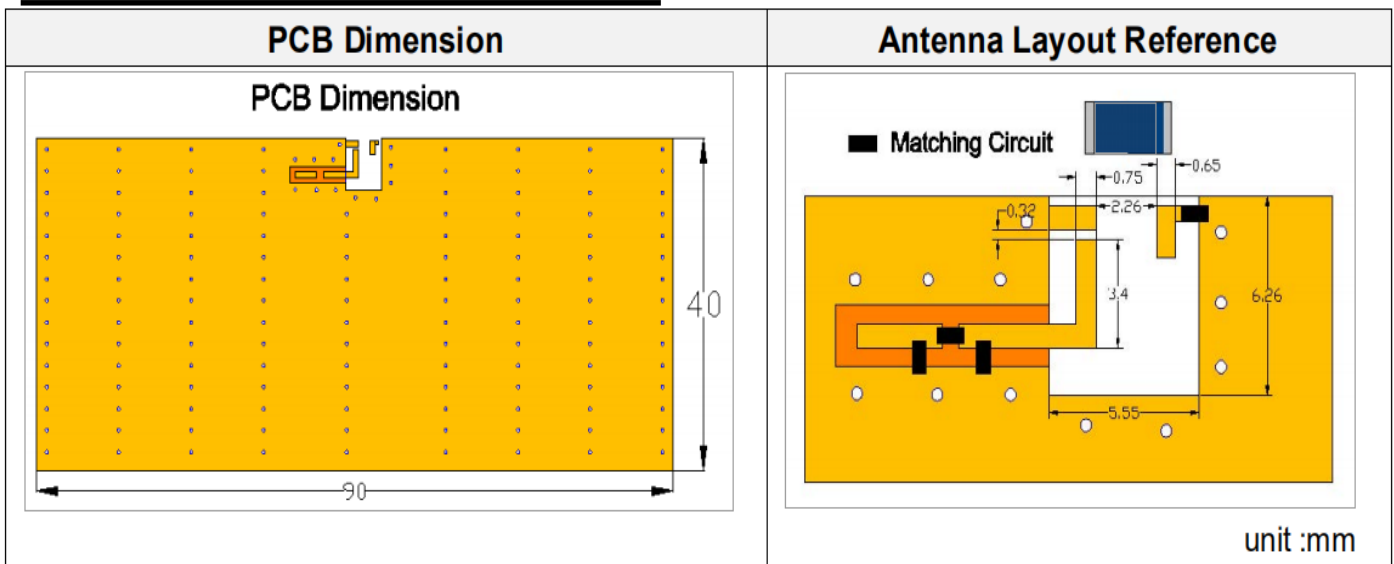 PCB Dimension
Antenna Layout Reference
PCB Dimension
40
90
Matching Circuit
0.65
0.75
2.26
0.32
3.4
6.26
5.55
unit :mm